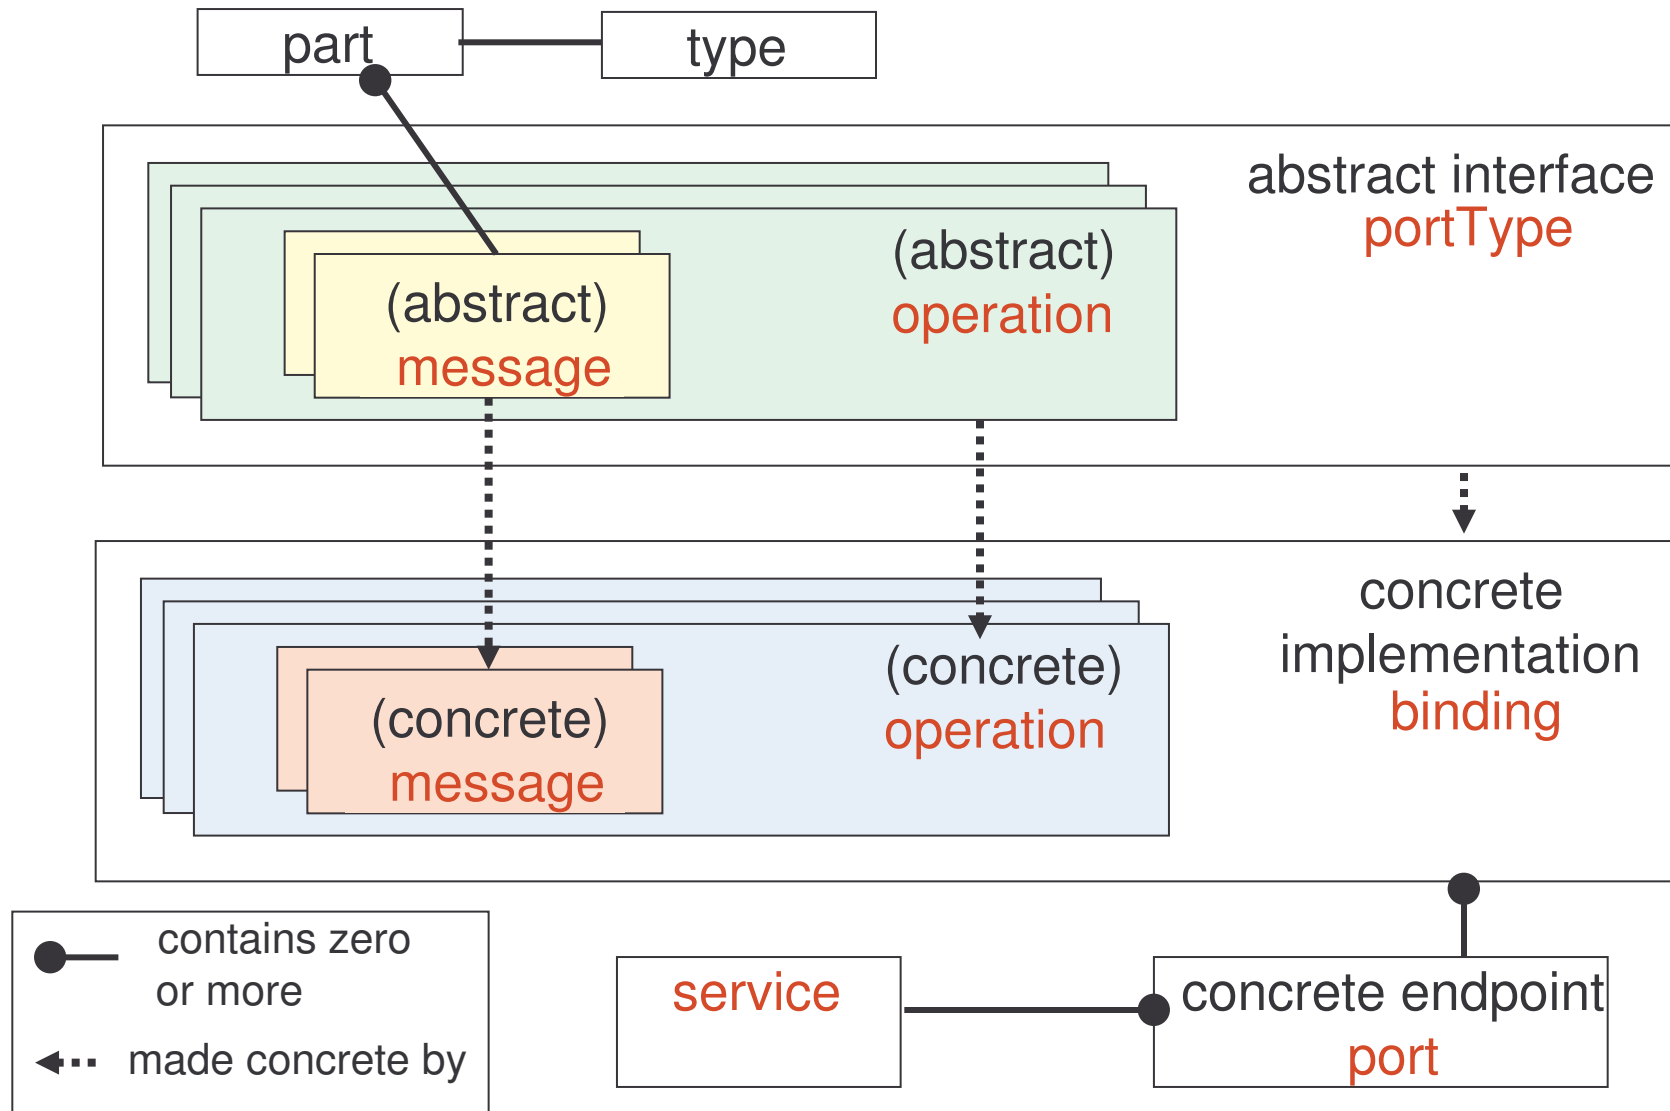 part
type
abstract interface
portType
(abstract)
operation
(abstract)
message
concrete
implementation
binding
(concrete)
operation
(concrete)
message
contains zero
or more
made concrete by
service
concrete endpoint
port